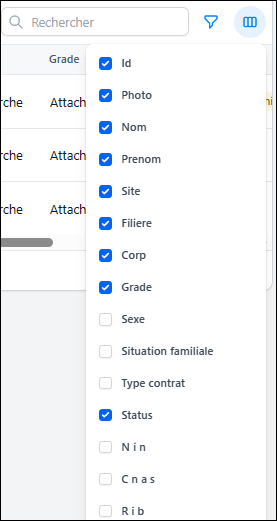 Rechercher
Grade
Id
rche Attach
Photo
Nom
rche Attach
Prenom
Site
rche Attach
Filiere
Corp
Grade
Sexe
Situation familiale
Type contrat
Status
N i n
C n a s
R i b